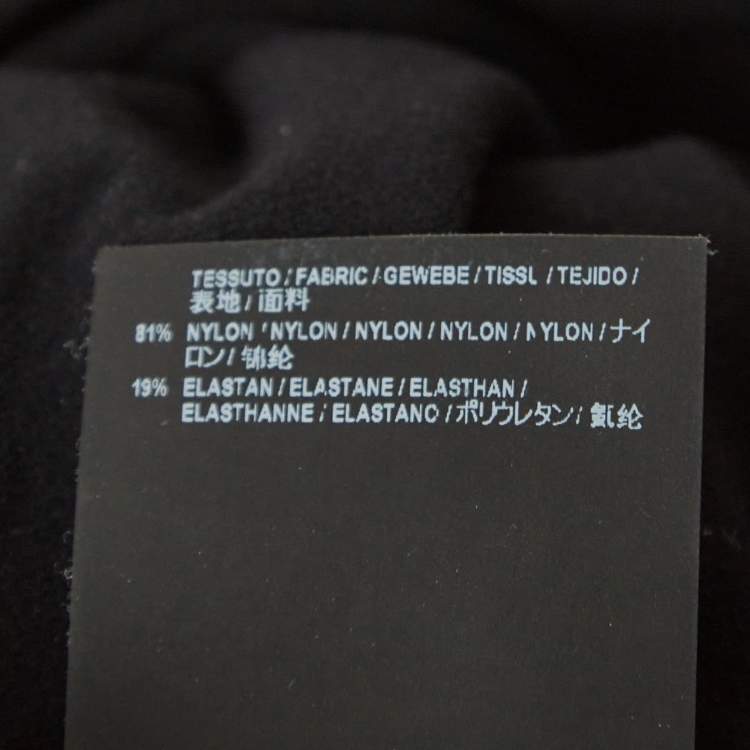 TESSUTO / FABRIC / GEWEBE / TISSU / TEJIDO /
表地 / 面料
81% NYLON / NYLON / NYLON / NYLON / NYLON / ナイ
ロン / 锦纶
19% ELASTAN / ELASTANE / ELASTHAN /
ELASTHANNE / ELASTANO / ポリウレタン / 氨纶